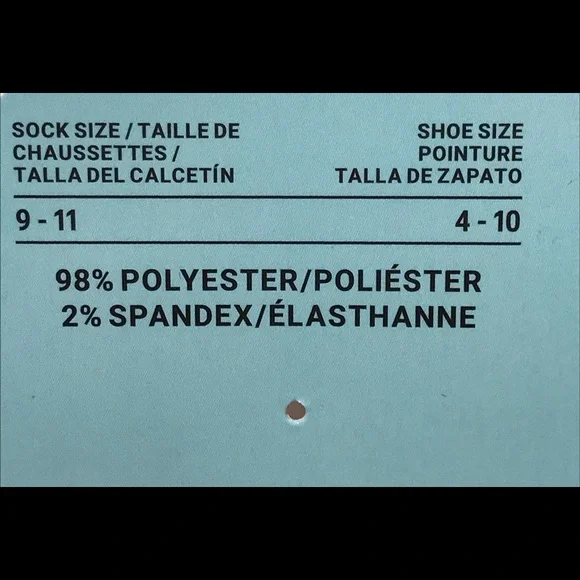 SOCK SIZE / TAILLE DE
CHAUSSETTES /
TALLA DEL CALCETÍN
SHOE SIZE
POINTURE
TALLA DE ZAPATO
9 - 11
4 - 10
98% POLYESTER/POLIÉSTER
2% SPANDEX/ÉLASTHANNE